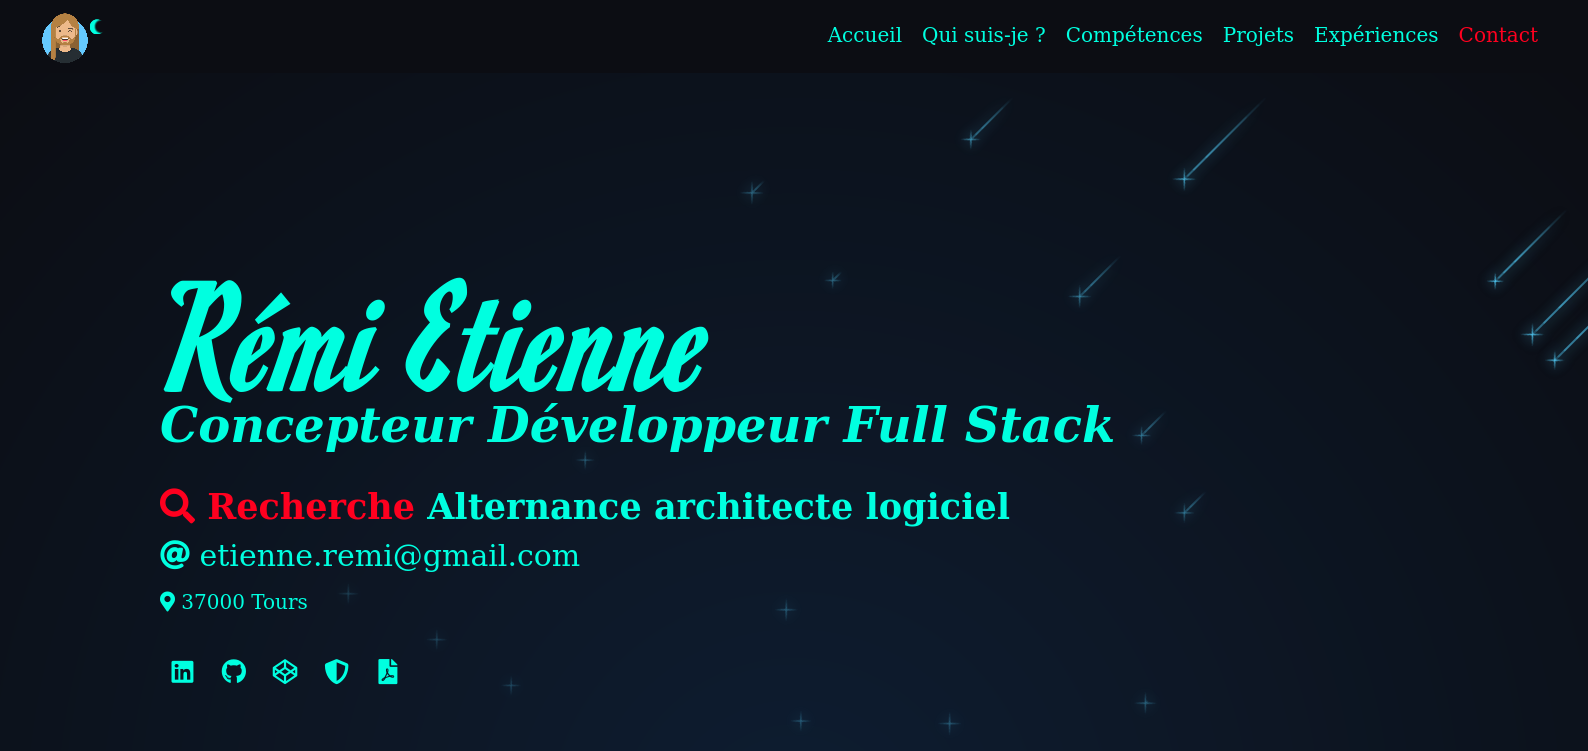 Accueil Qui suis-je ? Compétences Projets Expériences Contact
Rémi Etienne
Concepteur Développeur Full Stack
Recherche Alternance architecte logiciel
etienne.remi@gmail.com
37000 Tours